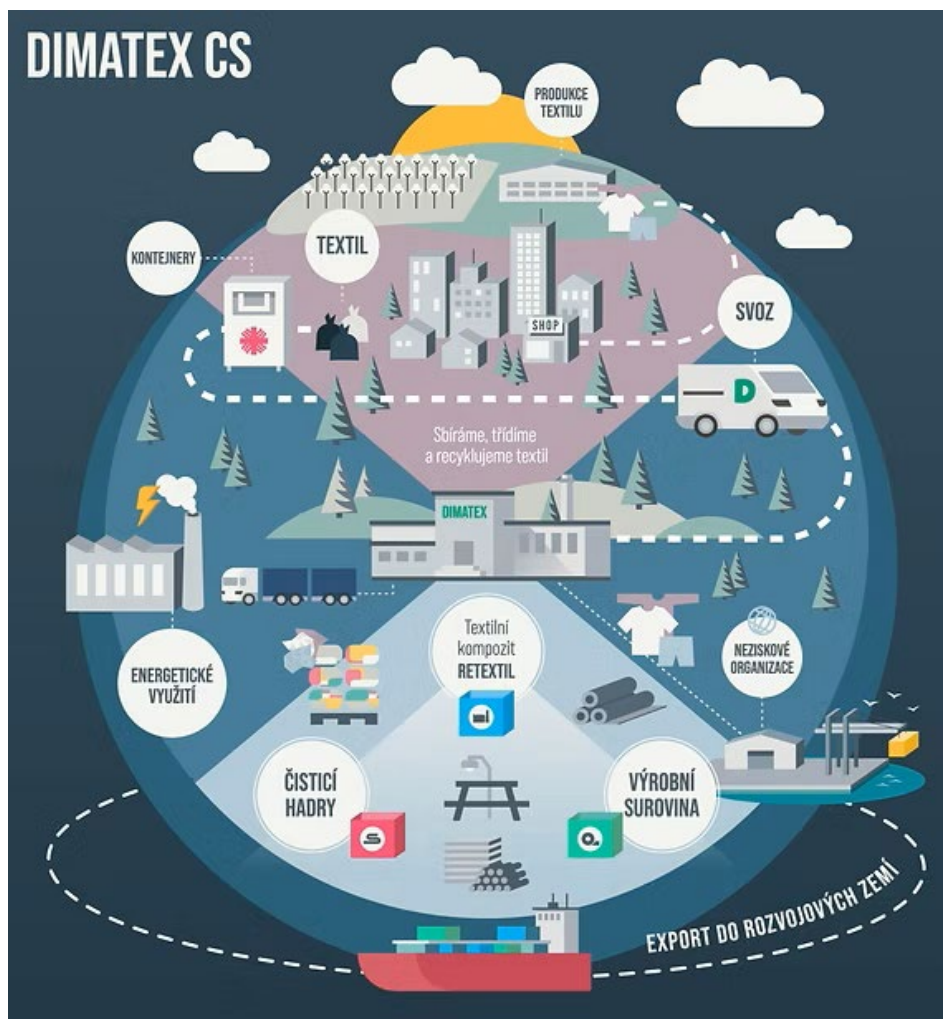 DIMATEX CS
PRODUKCE
TEXTILU
KONTEJNERY
TEXTIL
SVOZ
SHOP
D
Sbíráme, třídíme
a recyklujeme textil
DIMATEX
Textilní
kompozit
RETEXTIL
ENERGETICKÉ
VYUŽITÍ
NEZISKOVÉ
ORGANIZACE
ČISTICÍ
HADRY
VÝROBNÍ
SUROVINA
EXPORT DO ROZVOJOVÝCH ZEMÍ